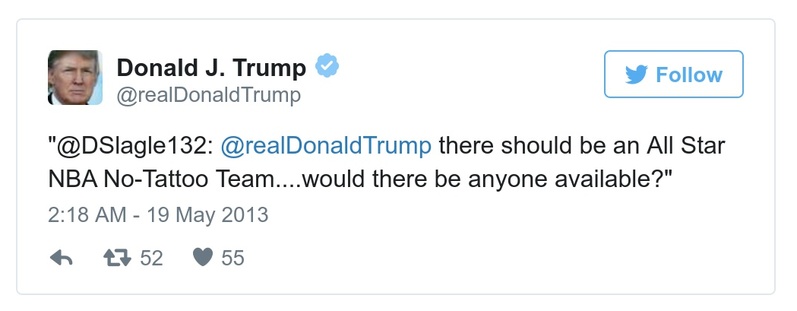 Donald J. Trump
@realDonaldTrump
Follow
"@DSlagle132: @realDonaldTrump there should be an All Star
NBA No-Tattoo Team....would there be anyone available?"
2:18 AM - 19 May 2013
52 55